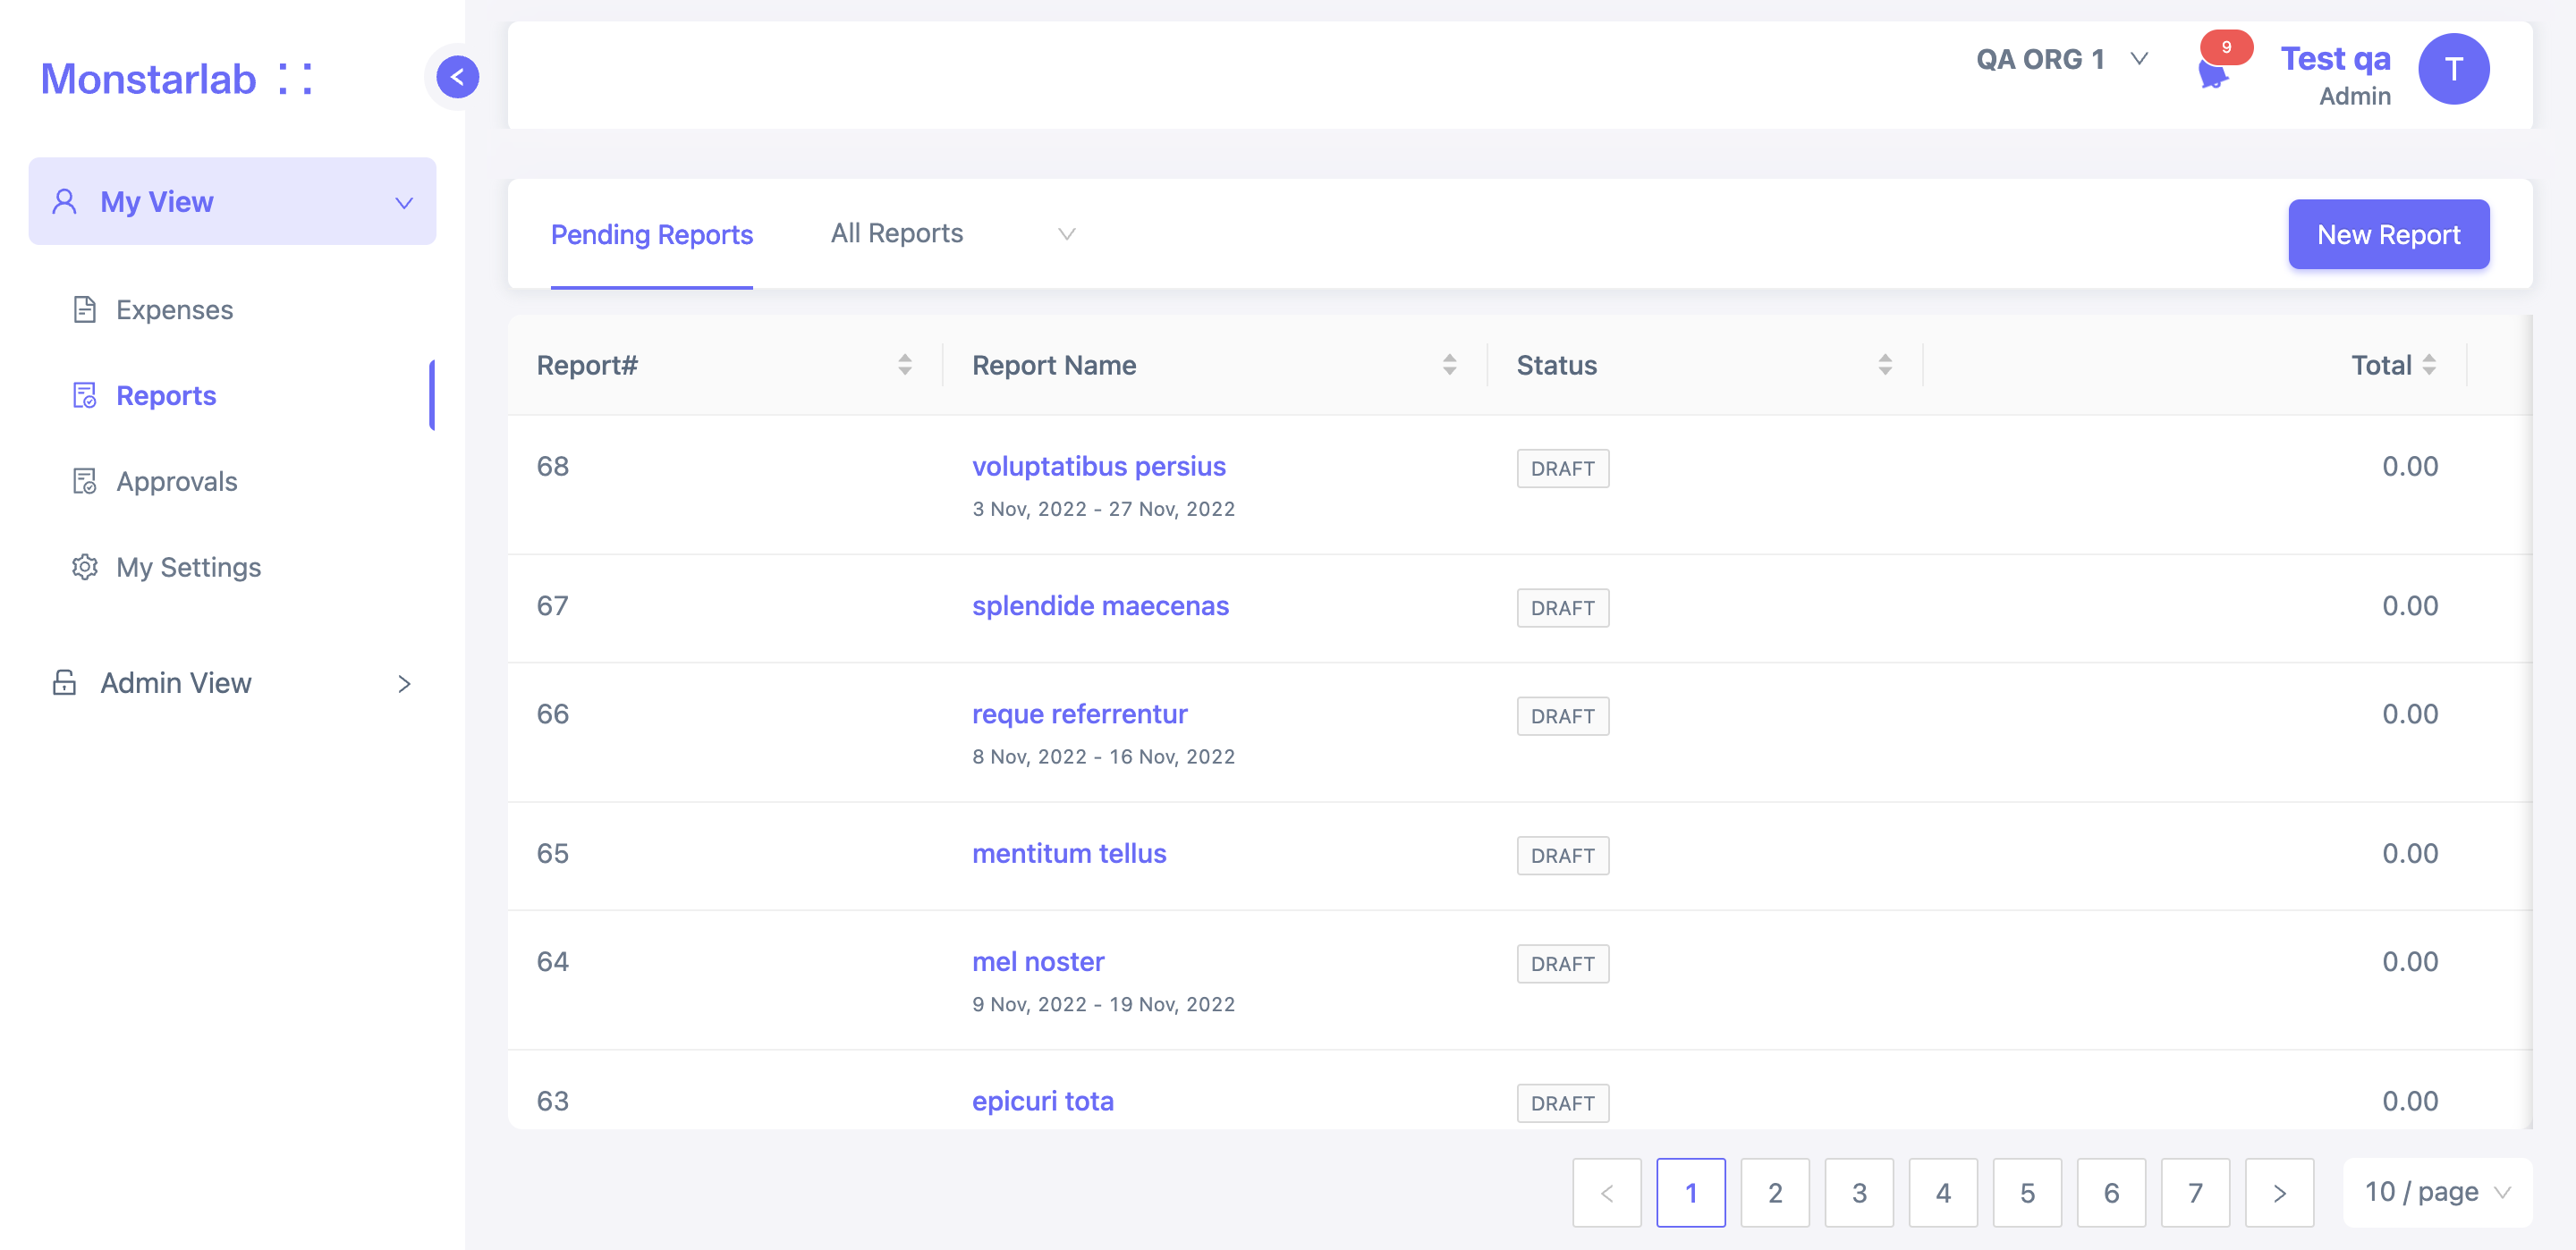 Monstarlab
QA ORG 1
9
Test qa
Admin
T
My View
Expenses
Reports
Approvals
My Settings
Admin View
Pending Reports
All Reports
New Report
Report# Report Name Status Total
68 voluptatibus persius DRAFT 0.00
3 Nov, 2022 - 27 Nov, 2022
67 splendide maecenas DRAFT 0.00
66 reque referrentur DRAFT 0.00
8 Nov, 2022 - 16 Nov, 2022
65 mentitum tellus DRAFT 0.00
64 mel noster DRAFT 0.00
9 Nov, 2022 - 19 Nov, 2022
63 epicuri tota DRAFT 0.00
1 2 3 4 5 6 7 10 / page